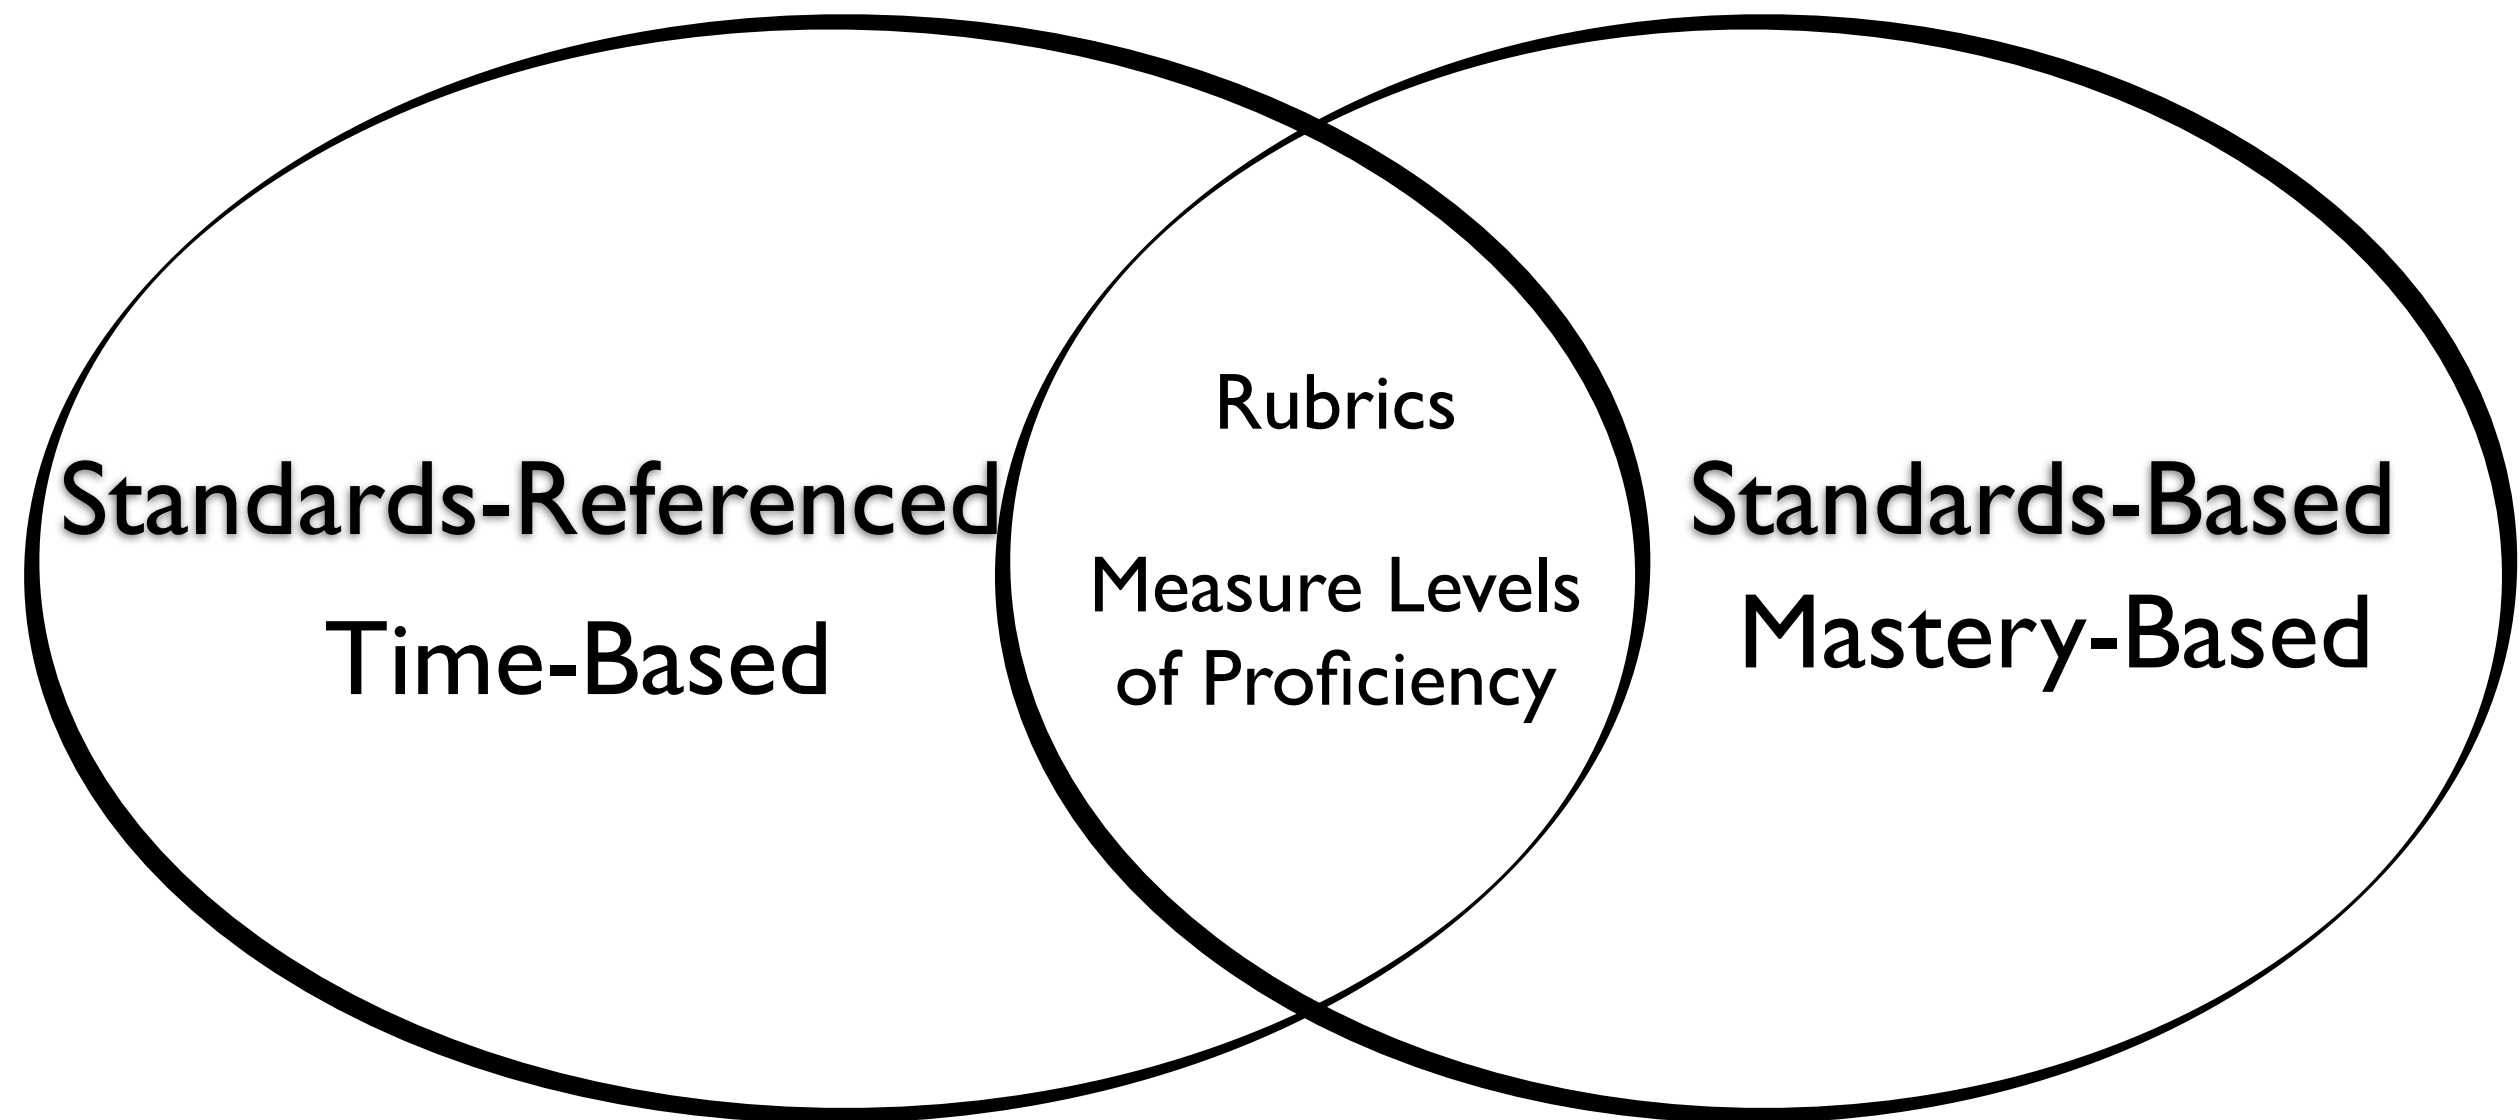 Standards-Referenced
Time-Based
Rubrics
Measure Levels
of Proficiency
Standards-Based
Mastery-Based